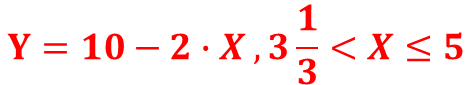 Y = 10 − 2 · X , 3 1/3 < X ≤ 5